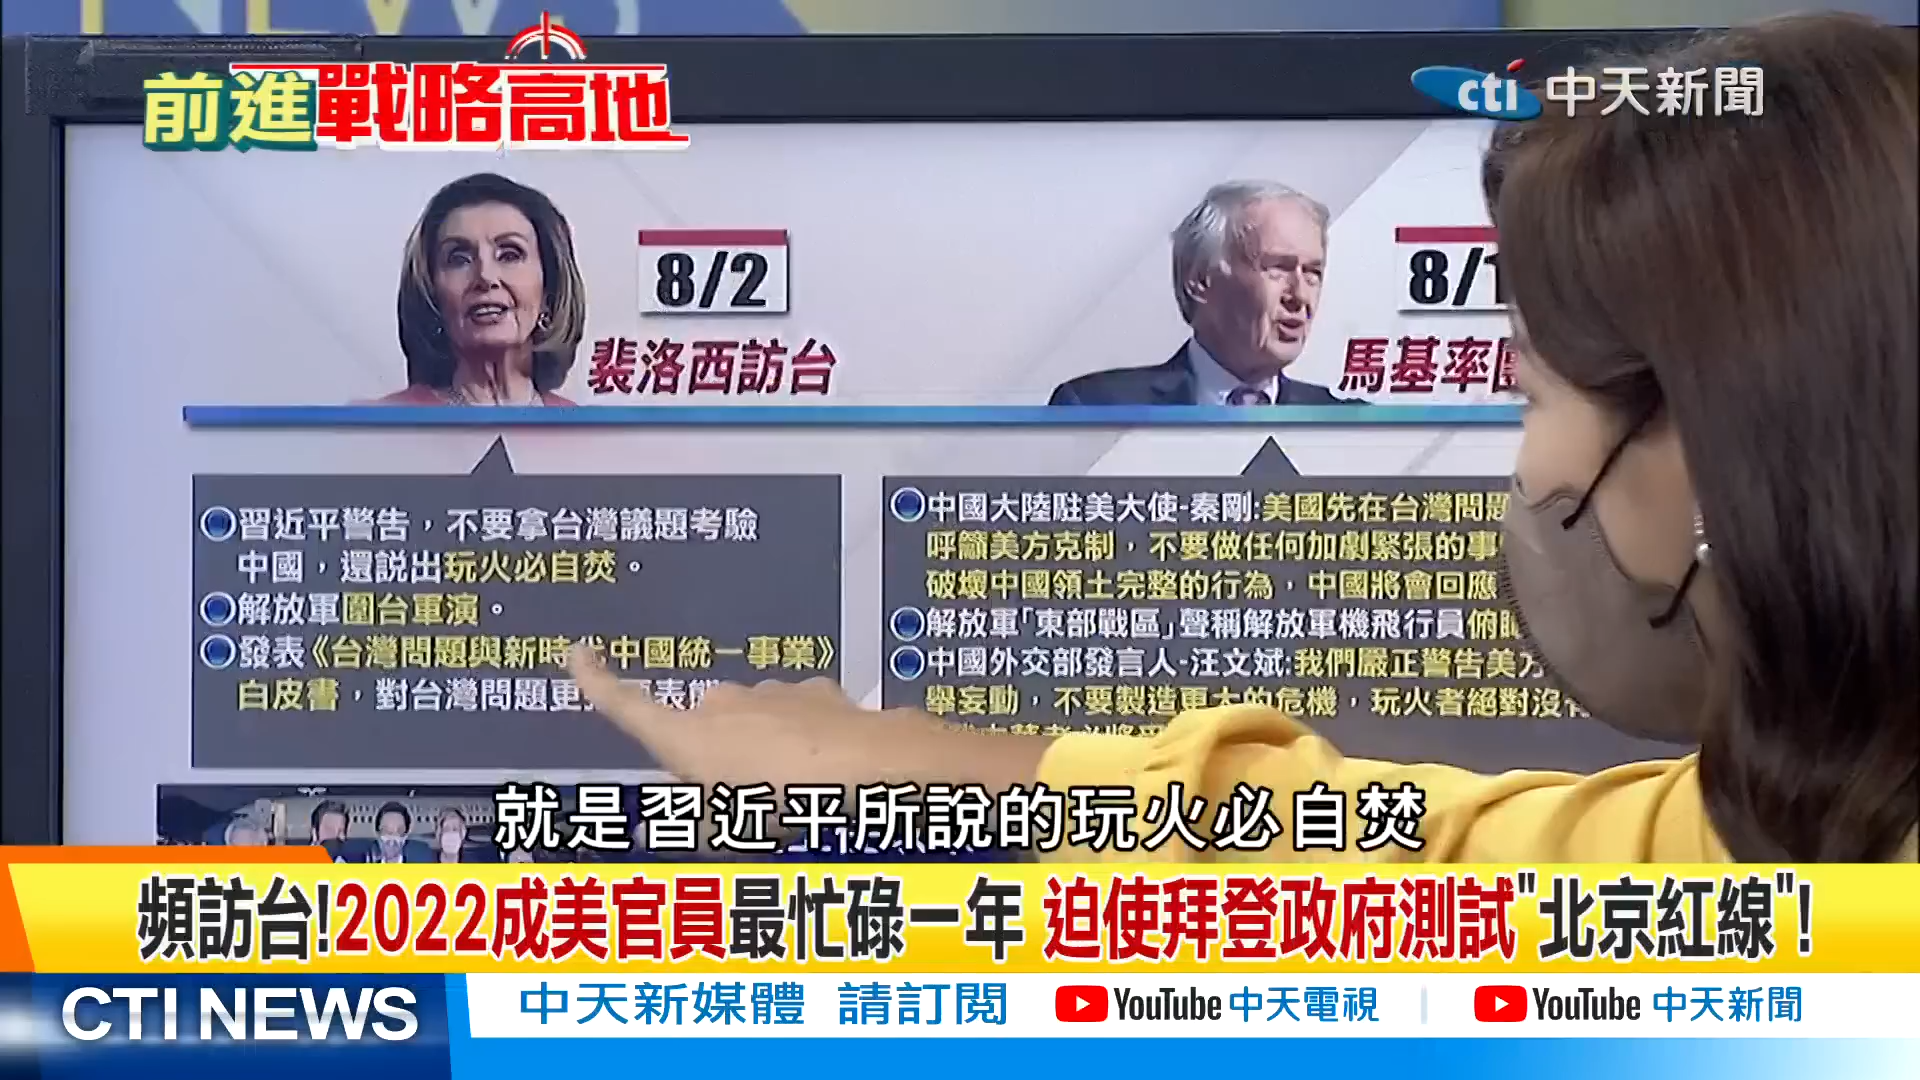 NEWS
前進戰略高地
cti 中天新聞
8/2
裴洛西訪台
8/1
馬基率團
習近平警告，不要拿台灣議題考驗
中國，還説出玩火必自焚。
解放軍圍台軍演。
發表《台灣問題與新時代中國統一事業》
白皮書，對台灣問題更 表態
中國大陸駐美大使-秦剛:美國先在台灣問題
呼籲美方克制，不要做任何加劇緊張的事
破壞中國領土完整的行為，中國將會回應
解放軍「東部戰區」聲稱解放軍機飛行員俯瞰
中國外交部發言人-汪文斌:我們嚴正警告美方
舉妄動，不要製造更大的危機，玩火者絕對沒有
就是習近平所說的玩火必自焚
頻訪台!2022成美官員最忙碌一年 迫使拜登政府測試"北京紅線"!
CTI NEWS
中天新媒體 請訂閱 YouTube 中天電視 | YouTube 中天新聞